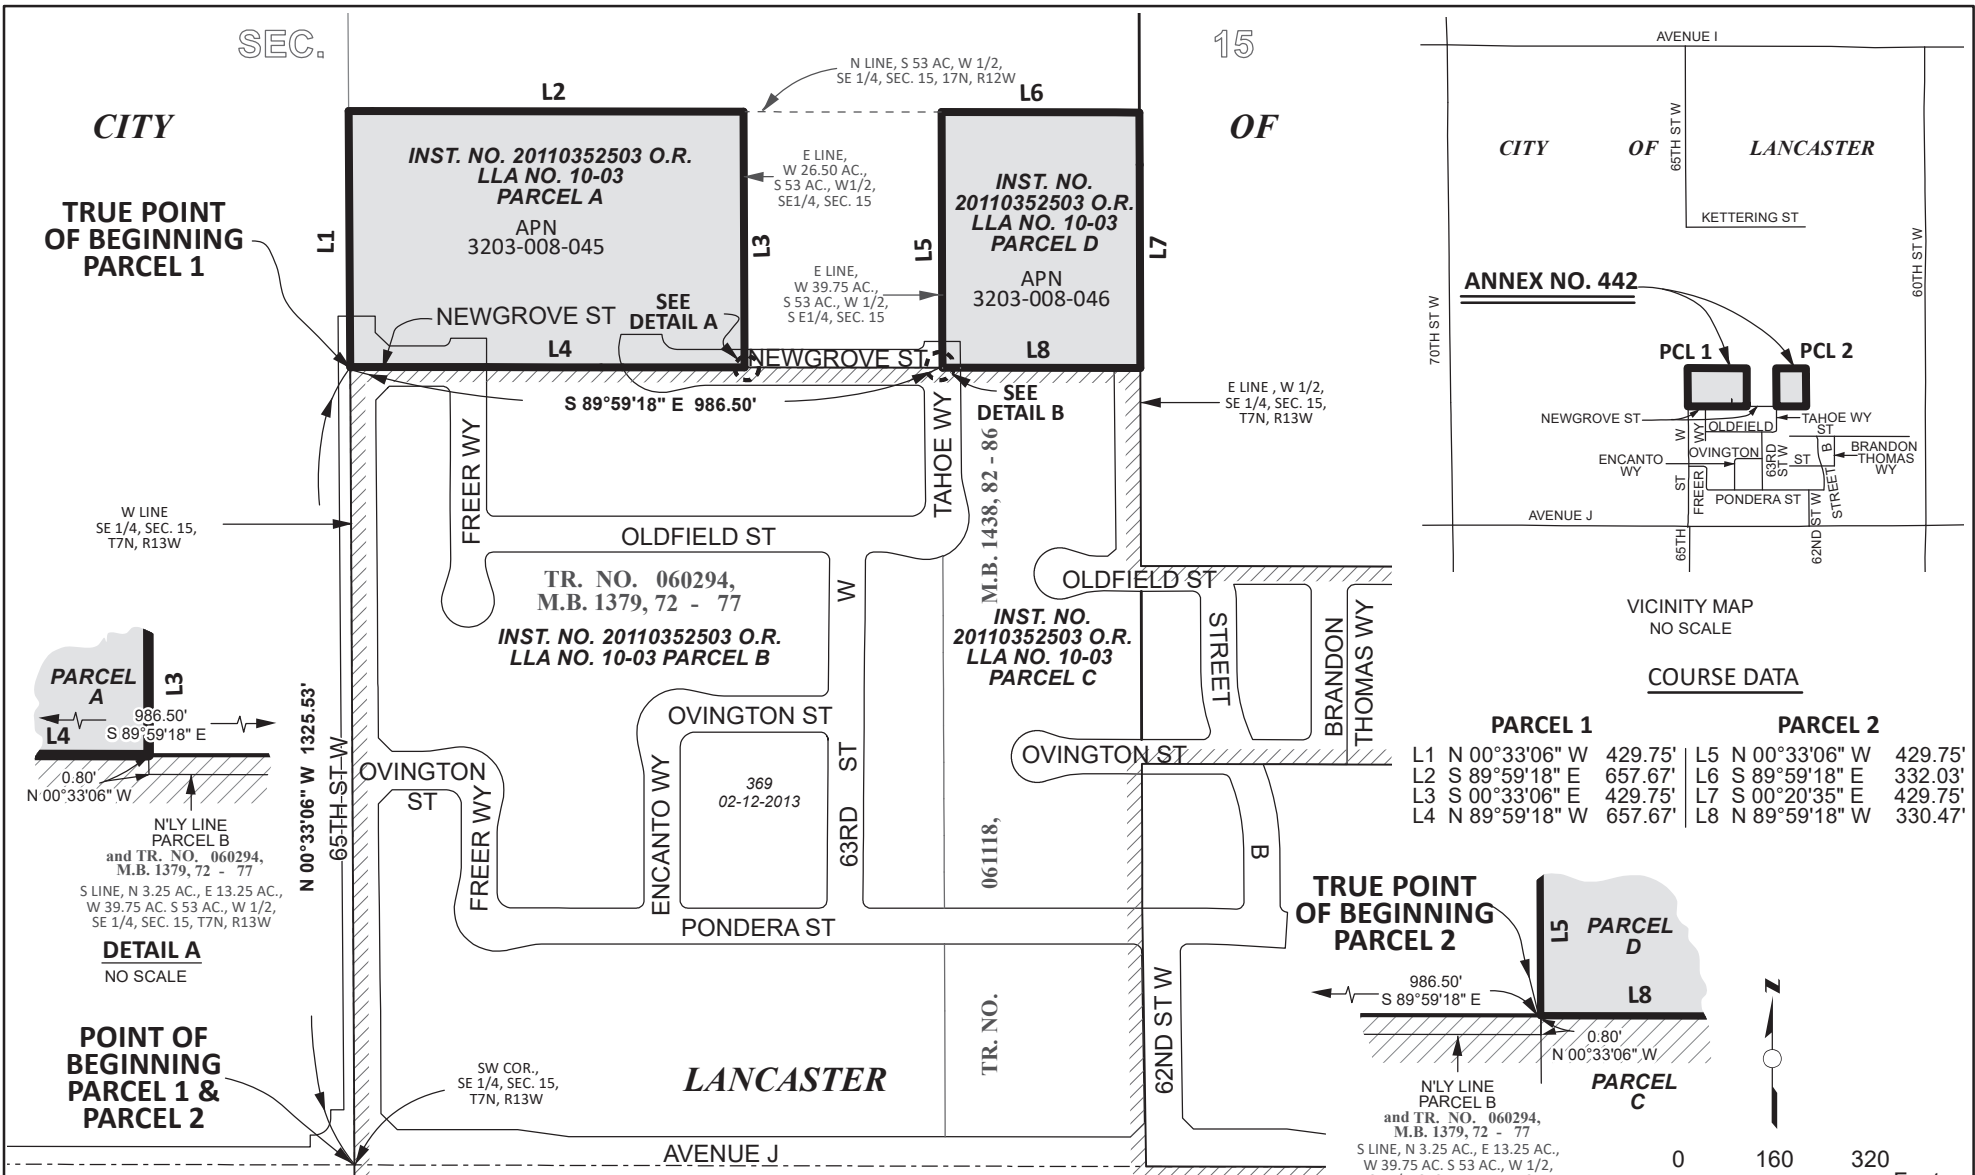 SEC.
15
CITY
OF
LANCASTER
N LINE, S 53 AC, W 1/2,
SE 1/4, SEC. 15, 17N, R12W
L2
L6
INST. NO. 20110352503 O.R.
LLA NO. 10-03
PARCEL A
APN
3203-008-045
E LINE,
W 26.50 AC.,
S 53 AC., W1/2,
SE1/4, SEC. 15
INST. NO.
20110352503 O.R.
LLA NO. 10-03
PARCEL D
APN
3203-008-046
TRUE POINT
OF BEGINNING
PARCEL 1
L1
L3
L5
L7
E LINE,
W 39.75 AC.,
S 53 AC., W 1/2,
S E1/4, SEC. 15
NEWGROVE ST
SEE
DETAIL A
L4
NEWGROVE ST
L8
S 89°59'18" E 986.50'
SEE
DETAIL B
E LINE , W 1/2,
SE 1/4, SEC. 15,
T7N, R13W
FREER WY
TAHOE WY
W LINE
SE 1/4, SEC. 15,
T7N, R13W
OLDFIELD ST
TR. NO. 060294,
M.B. 1379, 72 - 77
INST. NO. 20110352503 O.R.
LLA NO. 10-03 PARCEL B
TR. NO. 061118, M.B. 1438, 82 - 86
INST. NO.
20110352503 O.R.
LLA NO. 10-03
PARCEL C
OLDFIELD ST
STREET B
BRANDON
THOMAS WY
OVINGTON ST
OVINGTON ST
OVINGTON
ST
63RD ST W
ENCANTO WY
369
02-12-2013
FREER WY
PONDERA ST
N 00°33'06" W 1325.53'
65TH ST W
62ND ST W
AVENUE J
PARCEL
A
L3
986.50'
S 89°59'18" E
L4
0.80'
N 00°33'06" W
N'LY LINE
PARCEL B
and TR. NO. 060294,
M.B. 1379, 72 - 77
S LINE, N 3.25 AC., E 13.25 AC.,
W 39.75 AC. S 53 AC., W 1/2,
SE 1/4, SEC. 15, T7N, R13W
DETAIL A
NO SCALE
POINT OF
BEGINNING
PARCEL 1 &
PARCEL 2
SW COR.,
SE 1/4, SEC. 15,
T7N, R13W
AVENUE I
65TH ST W
CITY OF LANCASTER
KETTERING ST
70TH ST W
60TH ST W
ANNEX NO. 442
PCL 1
PCL 2
NEWGROVE ST
TAHOE WY
OLDFIELD
ST
ENCANTO
WY
OVINGTON
ST
63RD
ST W
BRANDON
THOMAS
WY
FREER
WY
PONDERA ST
STREET B
AVENUE J
65TH ST W
62ND ST W
VICINITY MAP
NO SCALE
COURSE DATA
PARCEL 1 PARCEL 2
L1 N 00°33'06" W 429.75' L5 N 00°33'06" W 429.75'
L2 S 89°59'18" E 657.67' L6 S 89°59'18" E 332.03'
L3 S 00°33'06" E 429.75' L7 S 00°20'35" E 429.75'
L4 N 89°59'18" W 657.67' L8 N 89°59'18" W 330.47'
TRUE POINT
OF BEGINNING
PARCEL 2
L5
PARCEL
D
L8
986.50'
S 89°59'18" E
0.80'
N 00°33'06" W
PARCEL
C
N'LY LINE
PARCEL B
and TR. NO. 060294,
M.B. 1379, 72 - 77
S LINE, N 3.25 AC., E 13.25 AC.,
W 39.75 AC. S 53 AC., W 1/2,
N
0 160 320